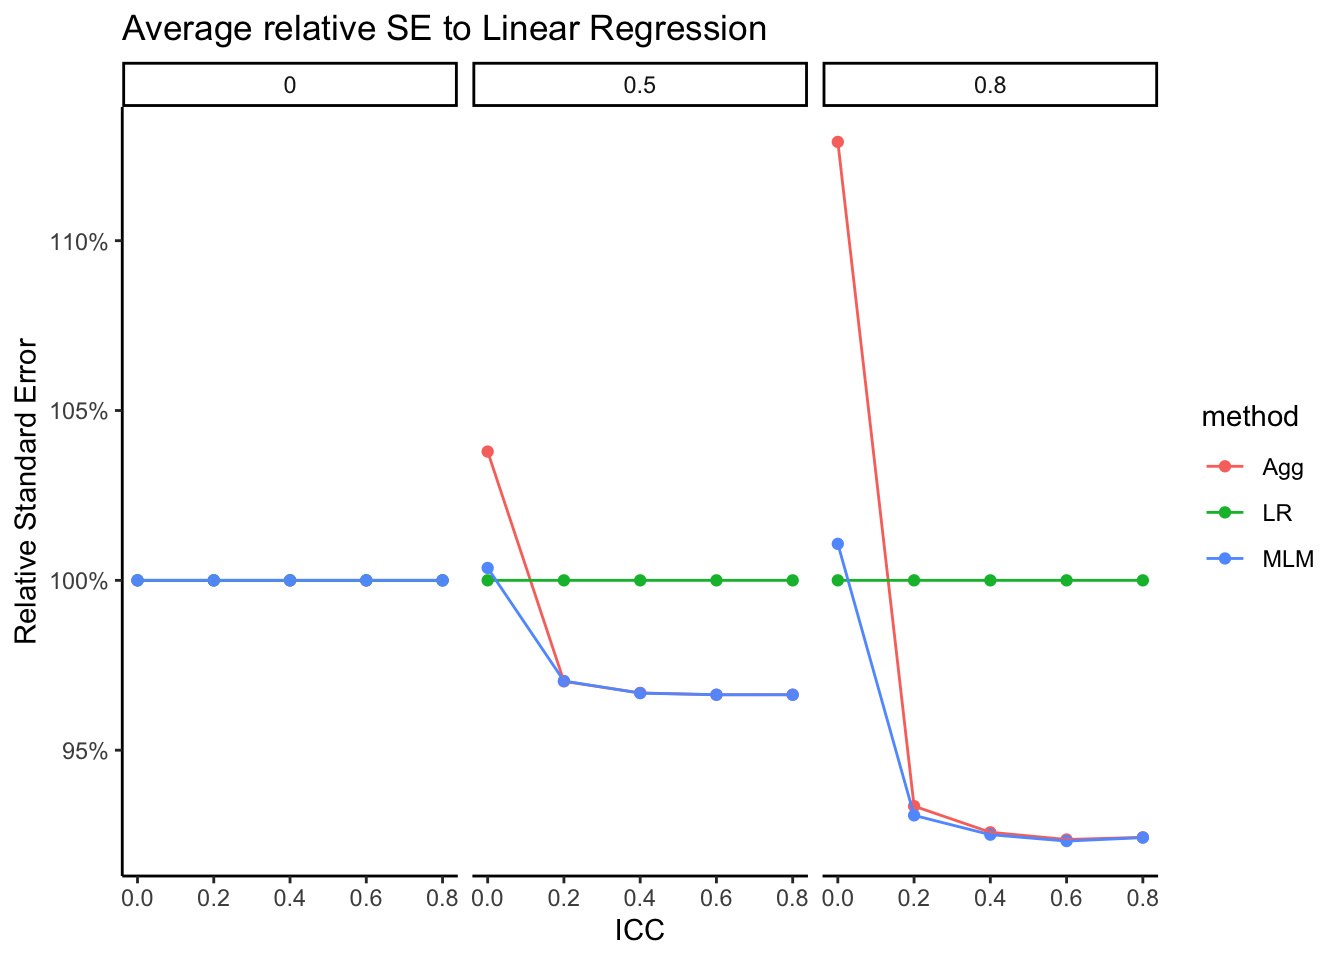 Average relative SE to Linear Regression
0 0.5 0.8
110%
105%
100%
95%
Relative Standard Error
0.0 0.2 0.4 0.6 0.8 0.0 0.2 0.4 0.6 0.8 0.0 0.2 0.4 0.6 0.8
ICC
method
Agg
LR
MLM